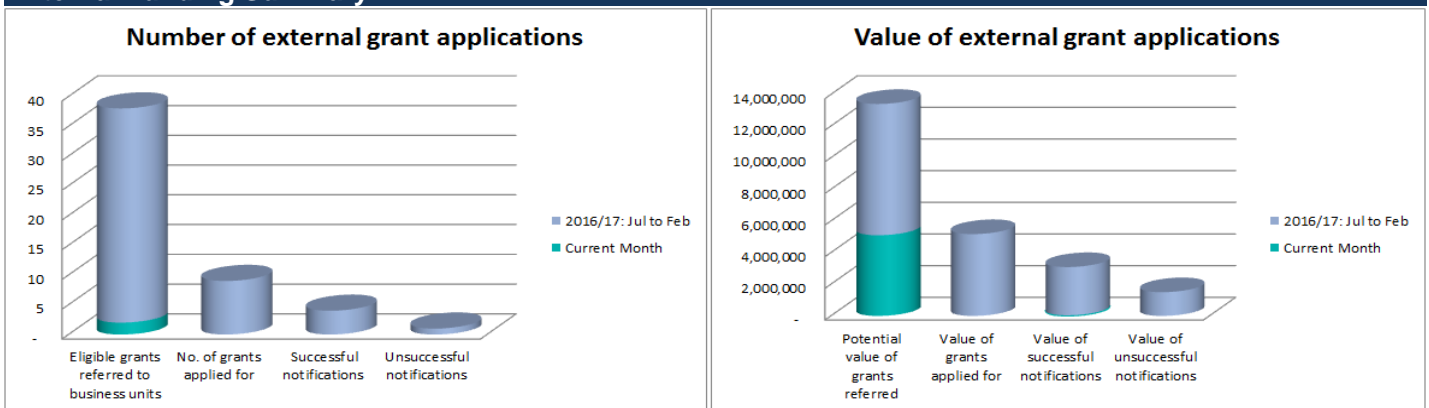 Number of external grant applications
40
35
30
25
20
15
10
5
-
Eligible grants
referred to
business units
No. of grants
applied for
Successful
notifications
Unsuccessful
notifications
2016/17: Jul to Feb
Current Month
Value of external grant applications
14,000,000
12,000,000
10,000,000
8,000,000
6,000,000
4,000,000
2,000,000
-
Potential
value of
grants
referred
Value of
grants
applied for
Value of
successful
notifications
Value of
unsuccessful
notifications
2016/17: Jul to Feb
Current Month